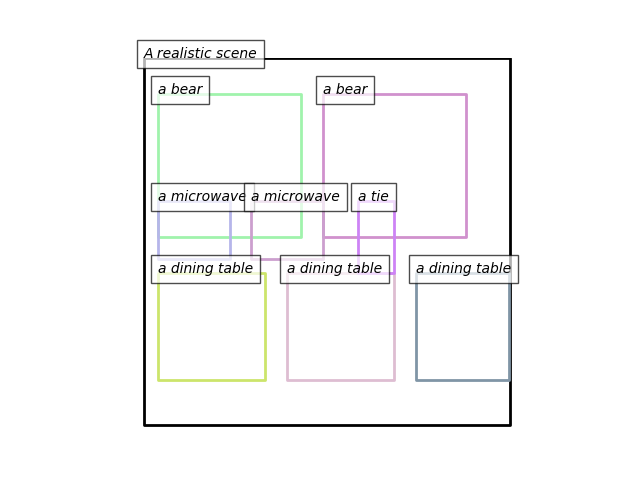 A realistic scene
a bear
a bear
a microwave
a microwave
a tie
a dining table
a dining table
a dining table